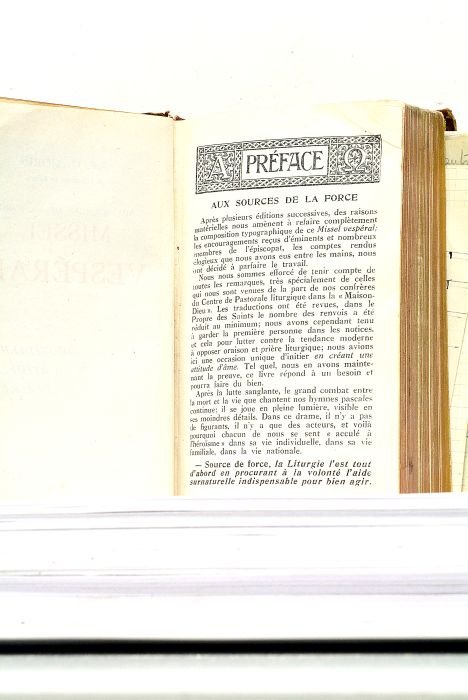 A PRÉFACE Ω
AUX SOURCES DE LA FORCE
Après plusieurs éditions successives, des raisons
matérielles nous amènent à refaire complètement
la composition typographique de ce Missel vespéral;
les encouragements reçus d'éminents et nombreux
membres de l'épiscopat, les comptes rendus
élogieux que nous avons eus entre les mains, nous
ont décidé à parfaire le travail.
Nous nous sommes efforcé de tenir compte de
toutes les remarques, très spécialement de celles
qui nous sont venues de la part de nos confrères
du Centre de Pastorale liturgique dans la « Maison-
Dieu ». Les traductions ont été revues, dans le
Propre des Saints le nombre des renvois a été
réduit au minimum; nous avons cependant tenu
à garder la première personne dans les notices.
et cela pour lutter contre la tendance moderne
à opposer oraison et prière liturgique; nous avions
ici une occasion unique d'initier en créant une
attitude d'âme. Tel quel, nous en avons mainte-
nant la preuve, ce livre répond à un besoin et
pourra faire du bien.
Après la lutte sanglante, le grand combat entre
la mort et la vie que chantent nos hymnes pascales
continue; il se joue en pleine lumière, visible en
ses moindres détails. Dans ce drame, il n'y a pas
de figurants, il n'y a que des acteurs, et voilà
pourquoi chacun de nous se sent « acculé à
l'héroïsme » dans sa vie individuelle, dans sa vie
familiale, dans la vie nationale.
— Source de force, la Liturgie l'est tout
d'abord en procurant à la volonté l'aide
surnaturelle indispensable pour bien agir.